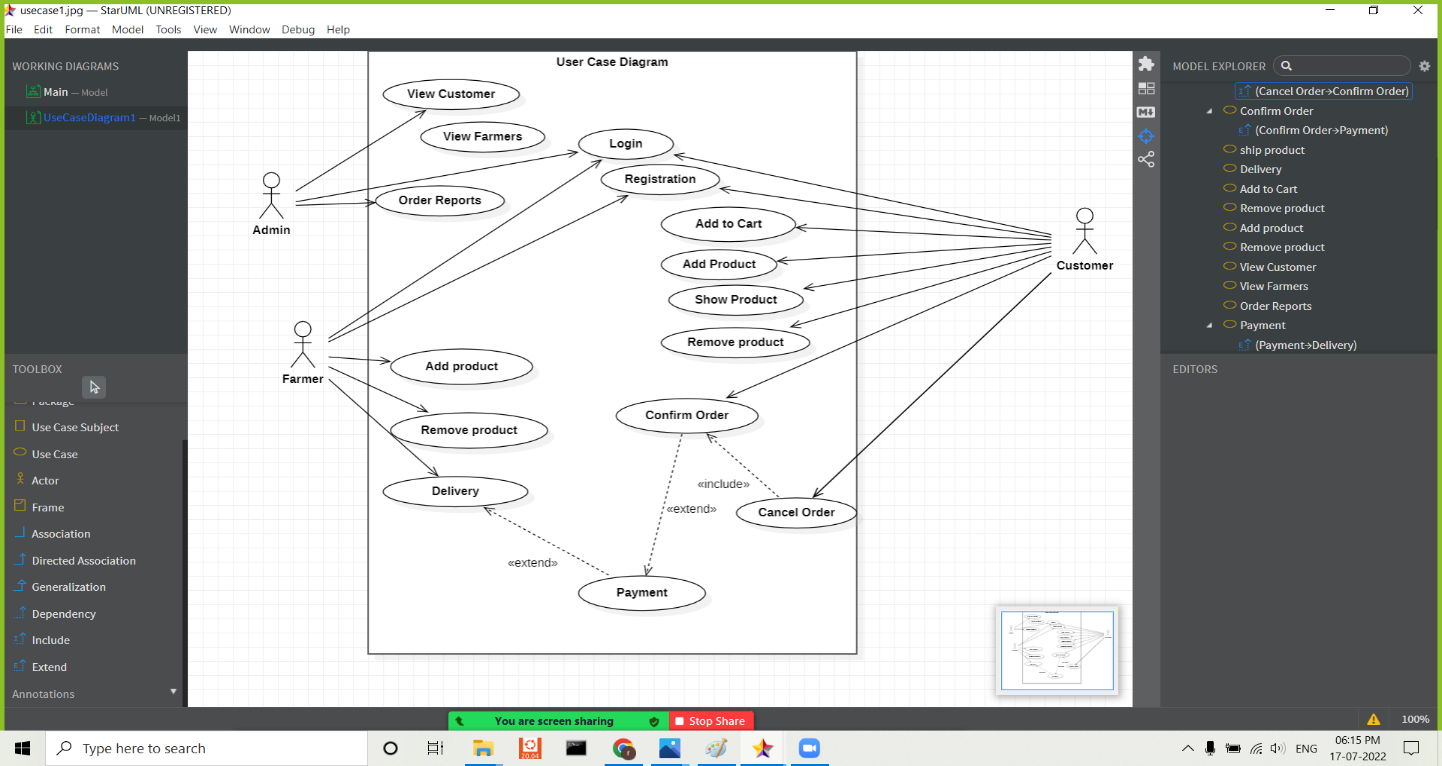 usecase1.jpg — StarUML (UNREGISTERED)
File Edit Format Model Tools View Window Debug Help
WORKING DIAGRAMS
Main — Model
UseCaseDiagram1 — Model1
TOOLBOX
Package
Use Case Subject
Use Case
Actor
Frame
Association
Directed Association
Generalization
Dependency
Include
Extend
Annotations
User Case Diagram
View Customer
View Farmers
Login
Registration
Order Reports
Admin
Add to Cart
Add Product
Customer
Show Product
Remove product
Farmer
Add product
Confirm Order
Remove product
«include»
Delivery
«extend»
Cancel Order
«extend»
Payment
MODEL EXPLORER
(Cancel Order→Confirm Order)
Confirm Order
(Confirm Order→Payment)
ship product
Delivery
Add to Cart
Remove product
Add product
Remove product
View Customer
View Farmers
Order Reports
Payment
(Payment→Delivery)
EDITORS
You are screen sharing Stop Share
100%
Type here to search
20.04
ENG
06:15 PM
17-07-2022